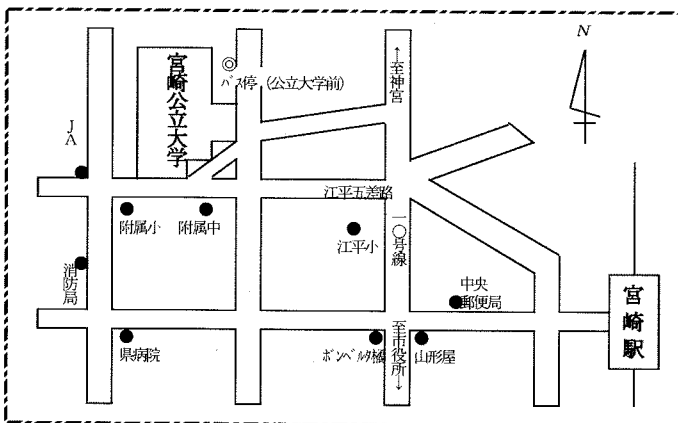 宮崎公立大学
◎
バス停（公立大学前）
←至神宮
N
JA
江平五差路
附属小
附属中
江平小
一〇号線
消防局
中央
郵便局
宮崎駅
県病院
ボンベルタ橘
至市役所→
山形屋